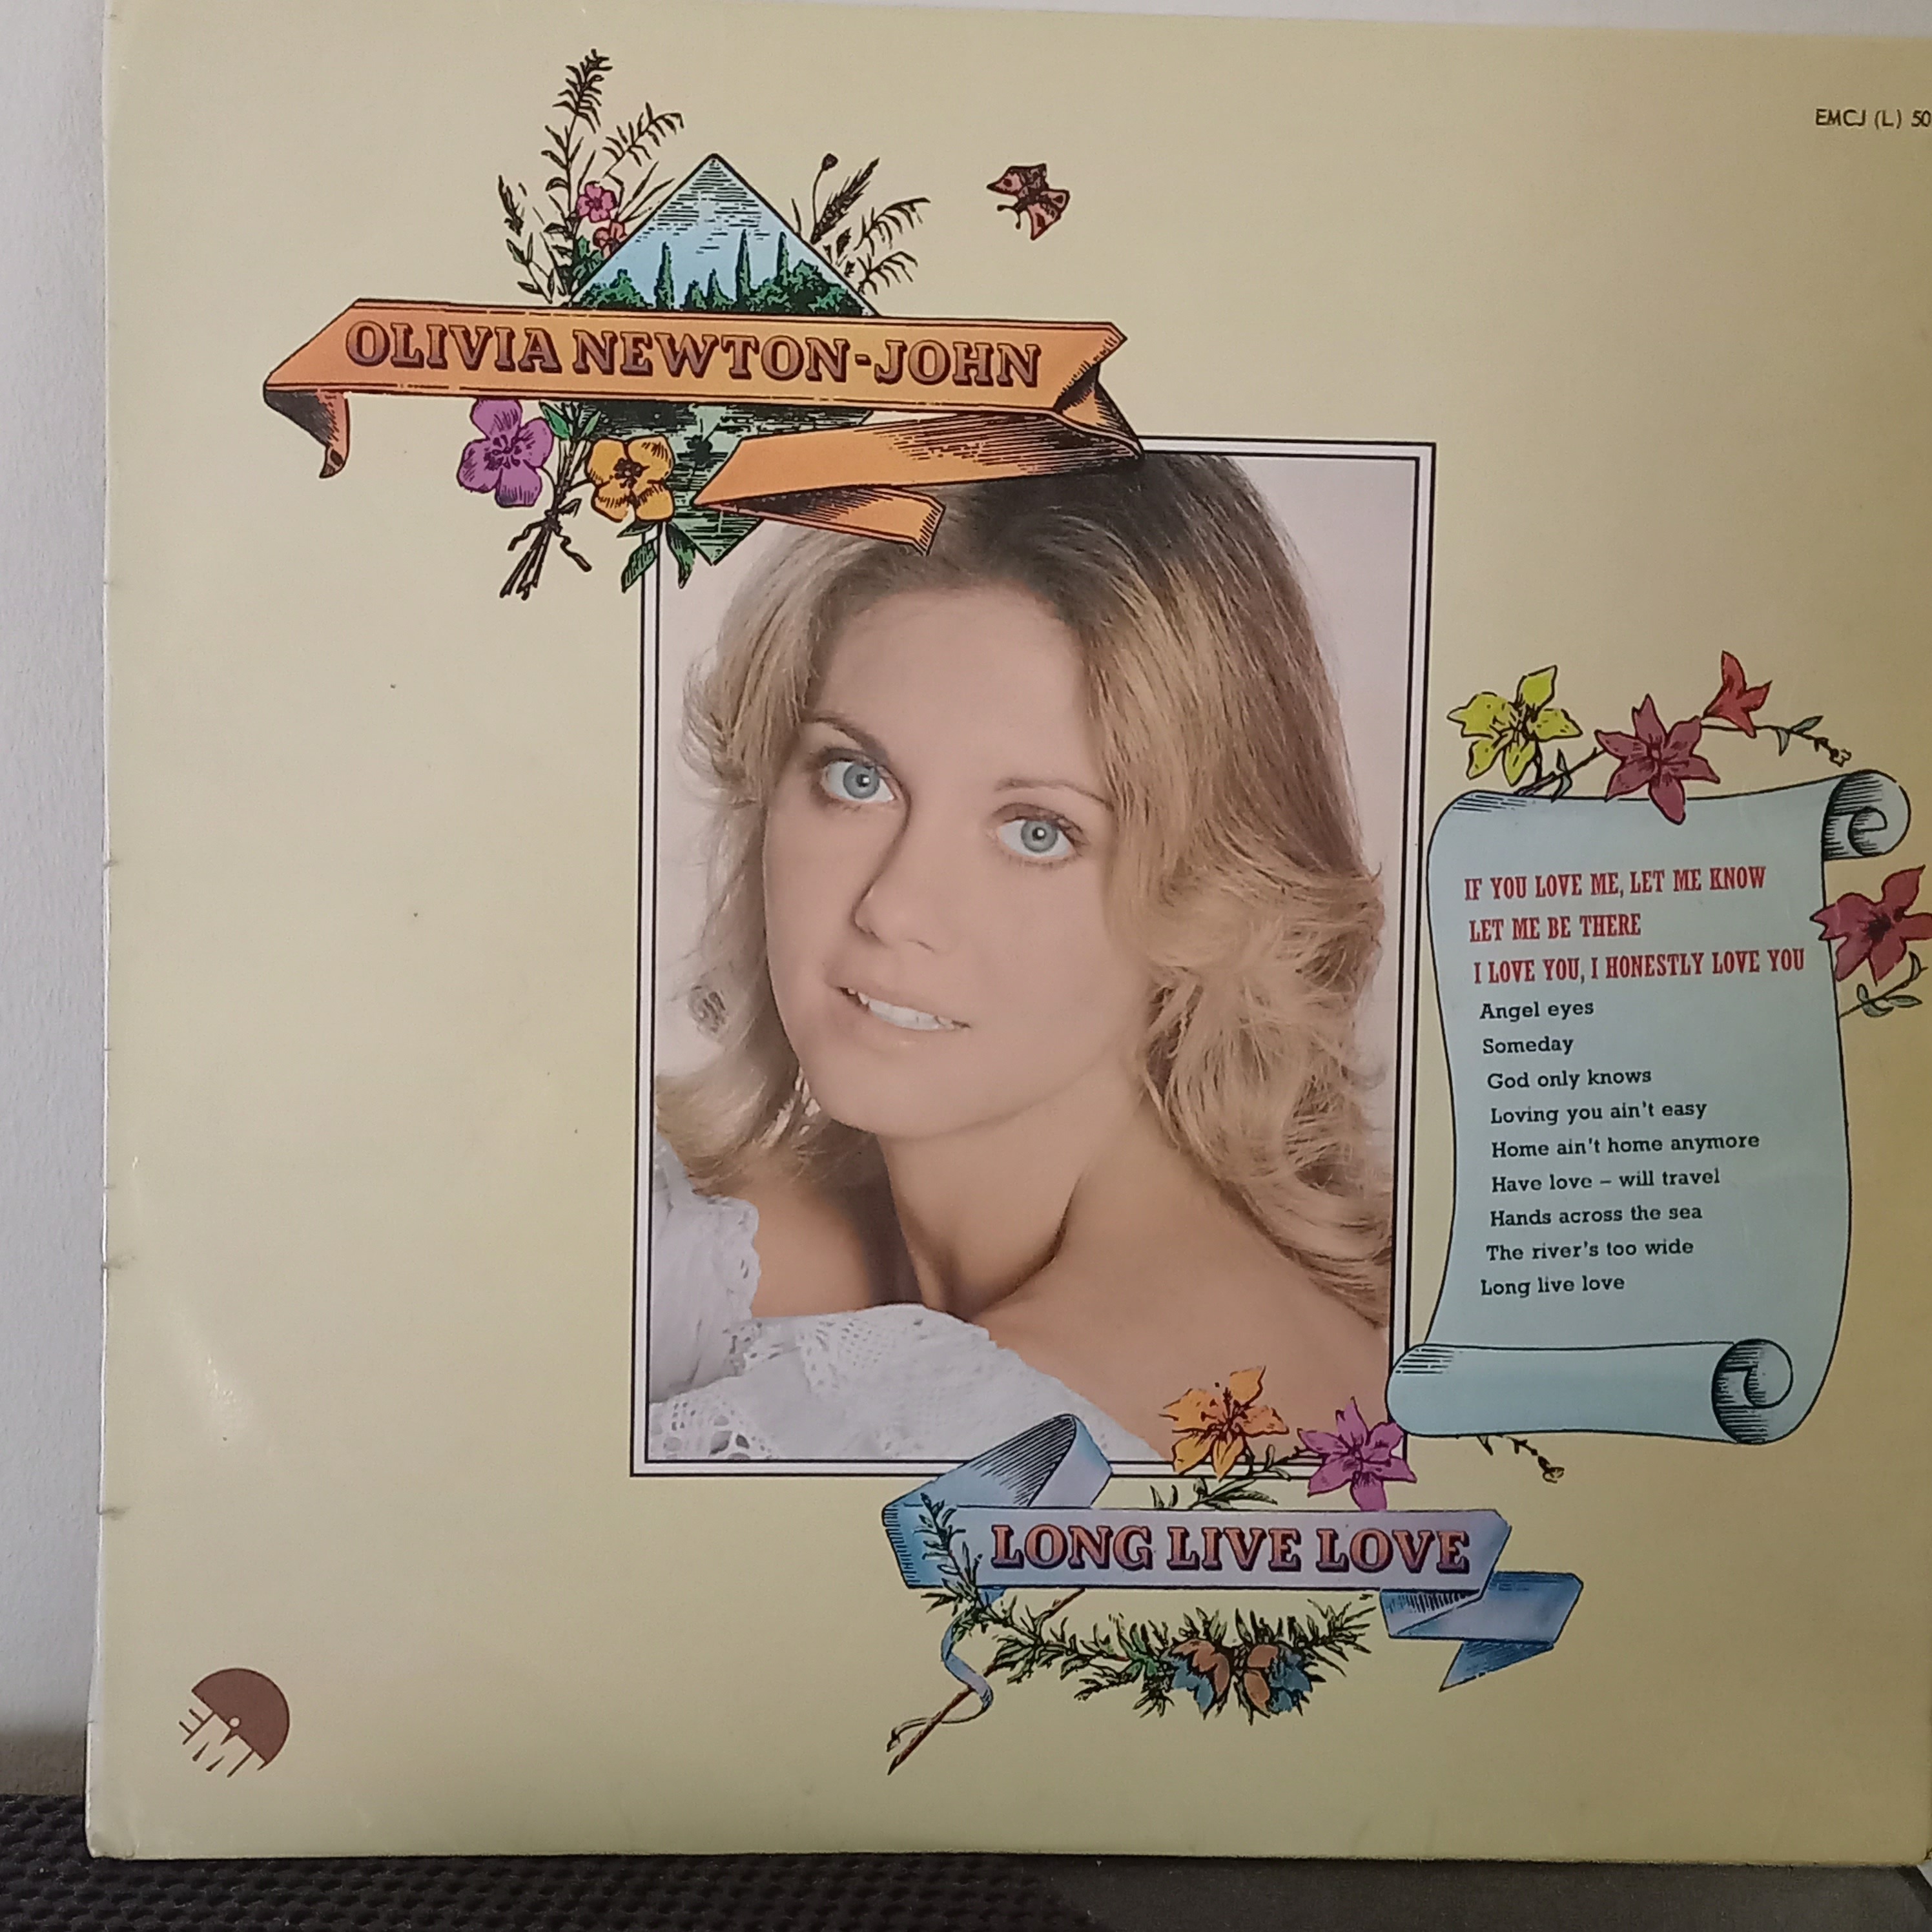 EMCJ (L) 50
OLIVIA NEWTON-JOHN
IF YOU LOVE ME, LET ME KNOW
LET ME BE THERE
I LOVE YOU, I HONESTLY LOVE YOU
Angel eyes
Someday
God only knows
Loving you ain't easy
Home ain't home anymore
Have love – will travel
Hands across the sea
The river's too wide
Long live love
LONG LIVE LOVE
EMI